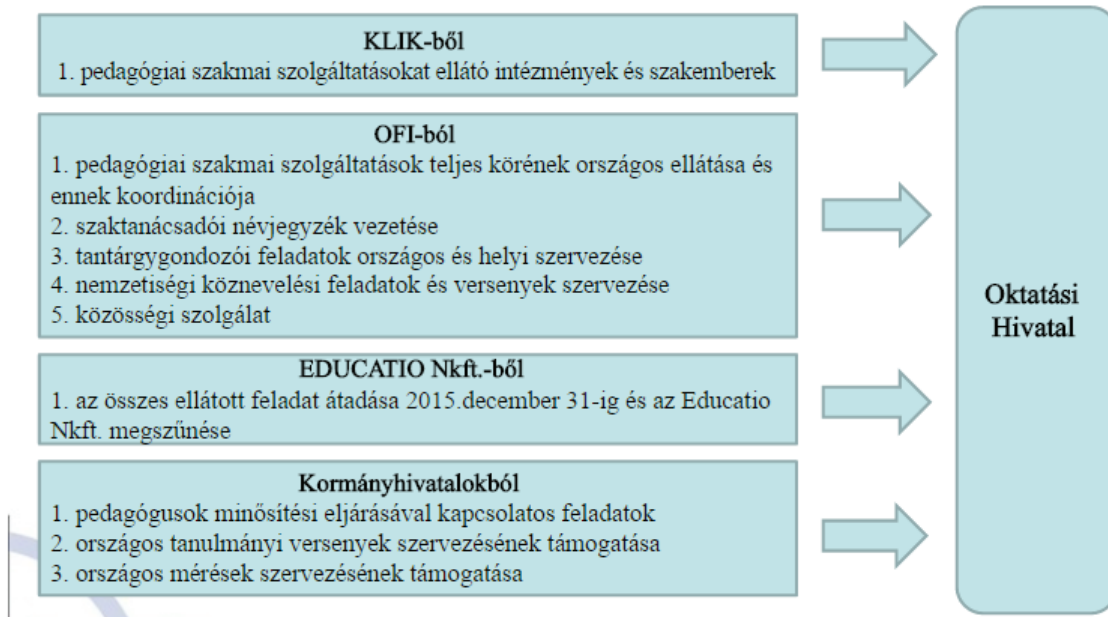 KLIK-ből
1. pedagógiai szakmai szolgáltatásokat ellátó intézmények és szakemberek
OFI-ból
1. pedagógiai szakmai szolgáltatások teljes körének országos ellátása és
ennek koordinációja
2. szaktanácsadói névjegyzék vezetése
3. tantárgygondozói feladatok országos és helyi szervezése
4. nemzetiségi köznevelési feladatok és versenyek szervezése
5. közösségi szolgálat
EDUCATIO Nkft.-ből
1. az összes ellátott feladat átadása 2015.december 31-ig és az Educatio
Nkft. megszűnése
Kormányhivatalokból
1. pedagógusok minősítési eljárásával kapcsolatos feladatok
2. országos tanulmányi versenyek szervezésének támogatása
3. országos mérések szervezésének támogatása
Oktatási
Hivatal